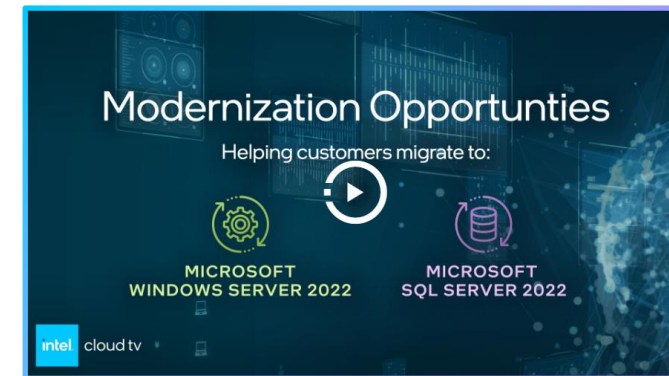 Modernization Opportunties
Helping customers migrate to:
MICROSOFT
WINDOWS SERVER 2022
MICROSOFT
SQL SERVER 2022
intel. cloud tv